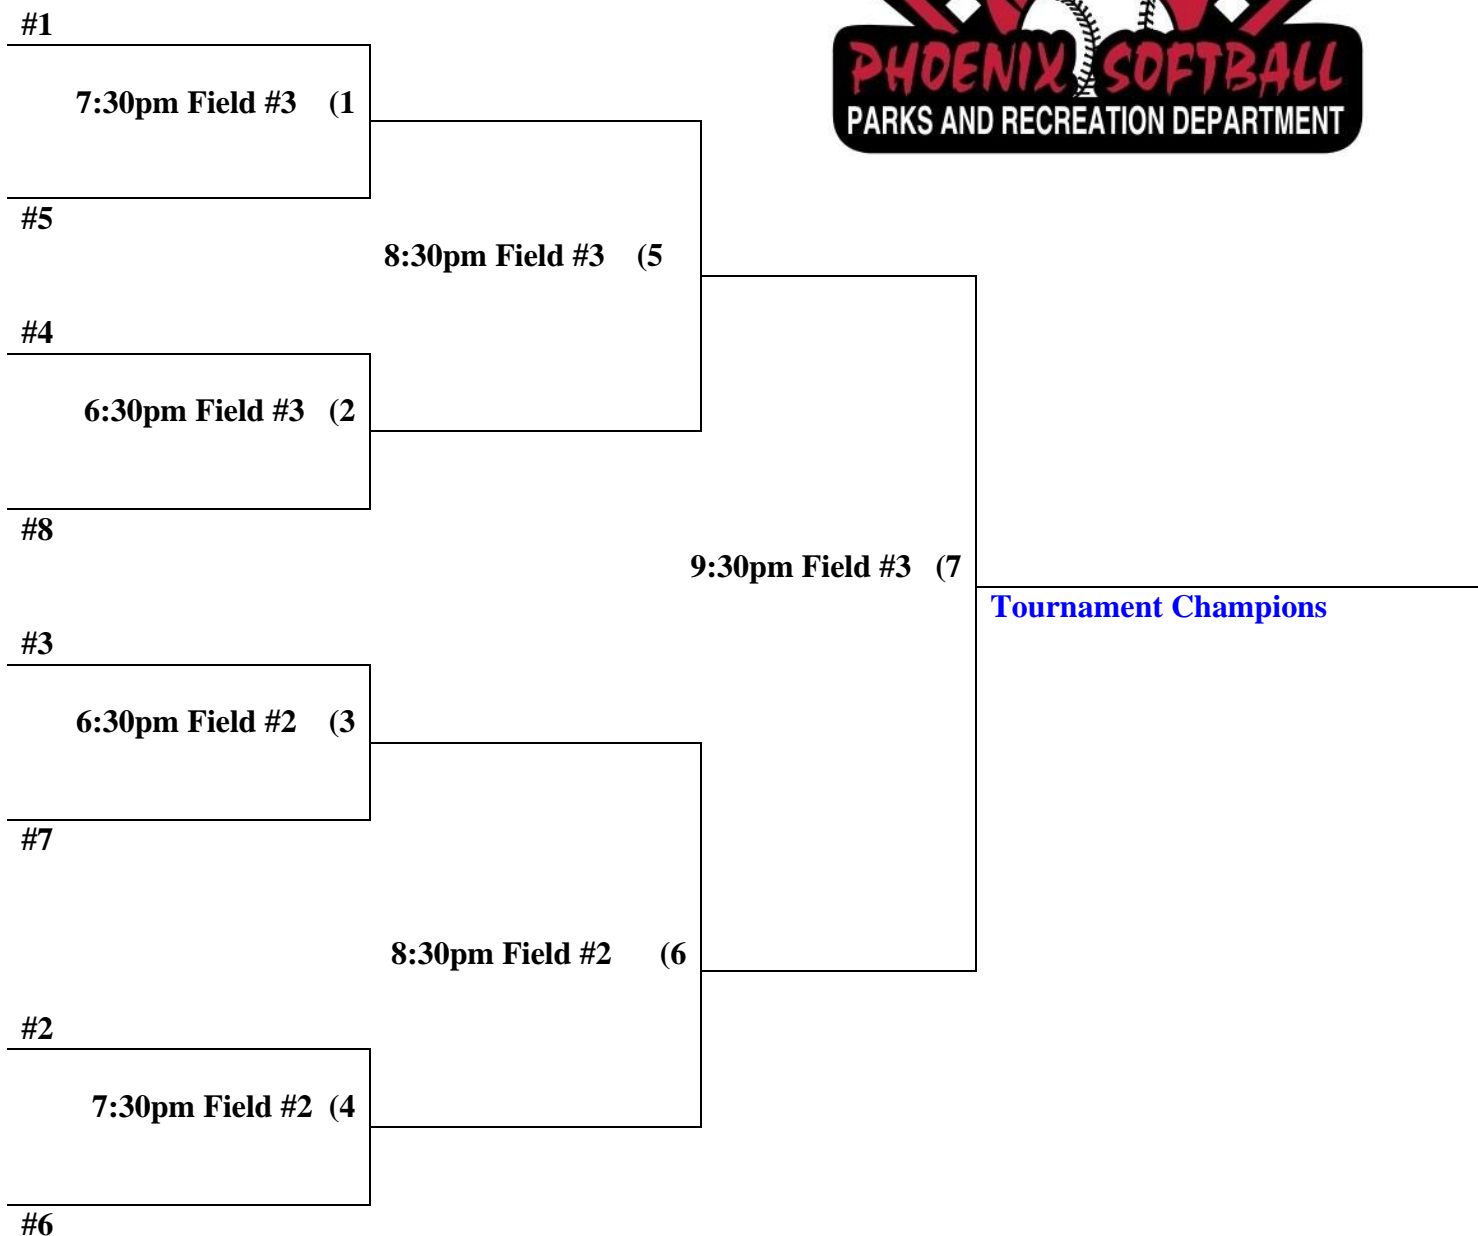 #1
PHOENIX SOFTBALL
PARKS AND RECREATION DEPARTMENT
7:30pm Field #3 (1
#5
8:30pm Field #3 (5
#4
6:30pm Field #3 (2
#8
9:30pm Field #3 (7
Tournament Champions
#3
6:30pm Field #2 (3
#7
8:30pm Field #2 (6
#2
7:30pm Field #2 (4
#6